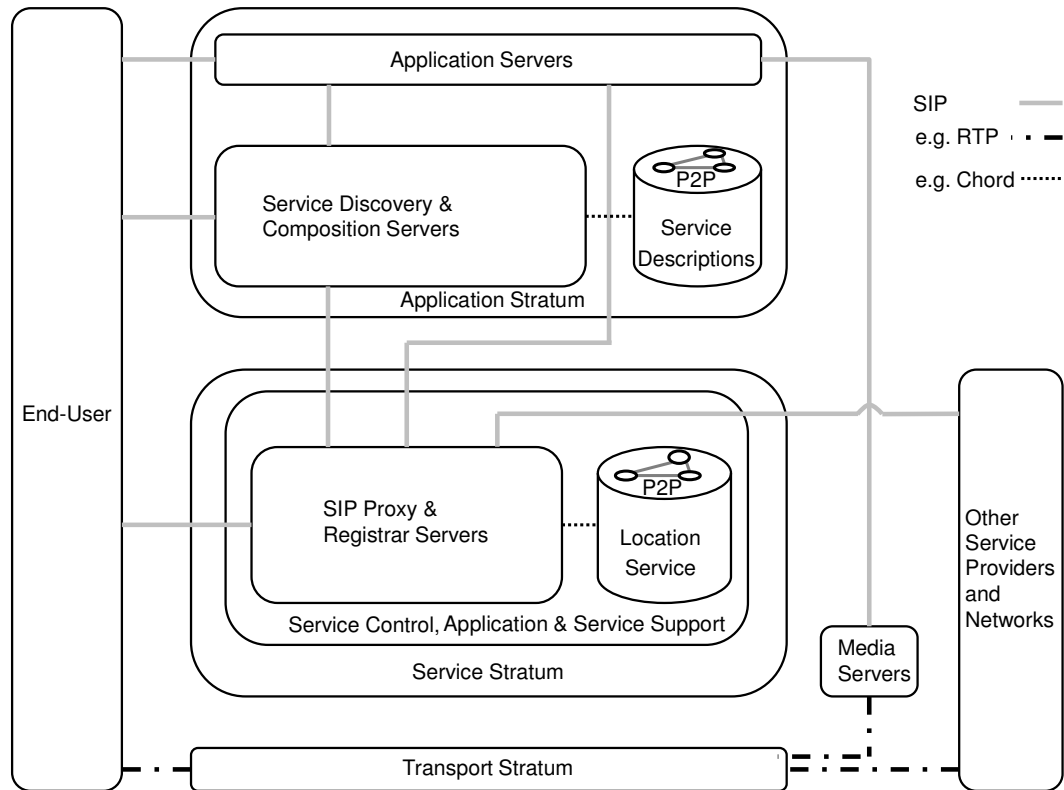 Application Servers
SIP
e.g. RTP
e.g. Chord
P2P
Service Discovery &
Composition Servers
Service
Descriptions
Application Stratum
End-User
P2P
SIP Proxy &
Registrar Servers
Location
Service
Service Control, Application & Service Support
Service Stratum
Other
Service
Providers
and
Networks
Media
Servers
Transport Stratum